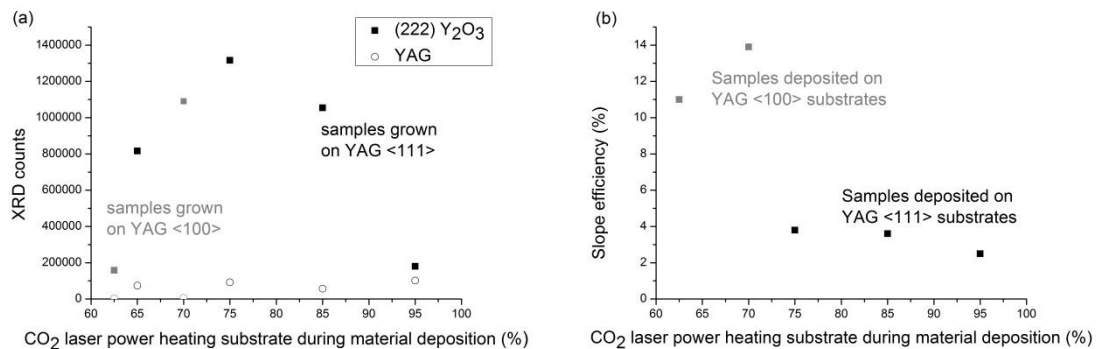 (a)
(222) Y₂O₃
YAG
1400000
1200000
1000000
800000
600000
400000
200000
0
XRD counts
samples grown
on YAG <111>
samples grown
on YAG <100>
60 65 70 75 80 85 90 95 100
CO₂ laser power heating substrate during material deposition (%)
(b)
14
12
10
8
6
4
2
0
Slope efficiency (%)
Samples deposited on
YAG <100> substrates
Samples deposited on
YAG <111> substrates
60 65 70 75 80 85 90 95 100
CO₂ laser power heating substrate during material deposition (%)